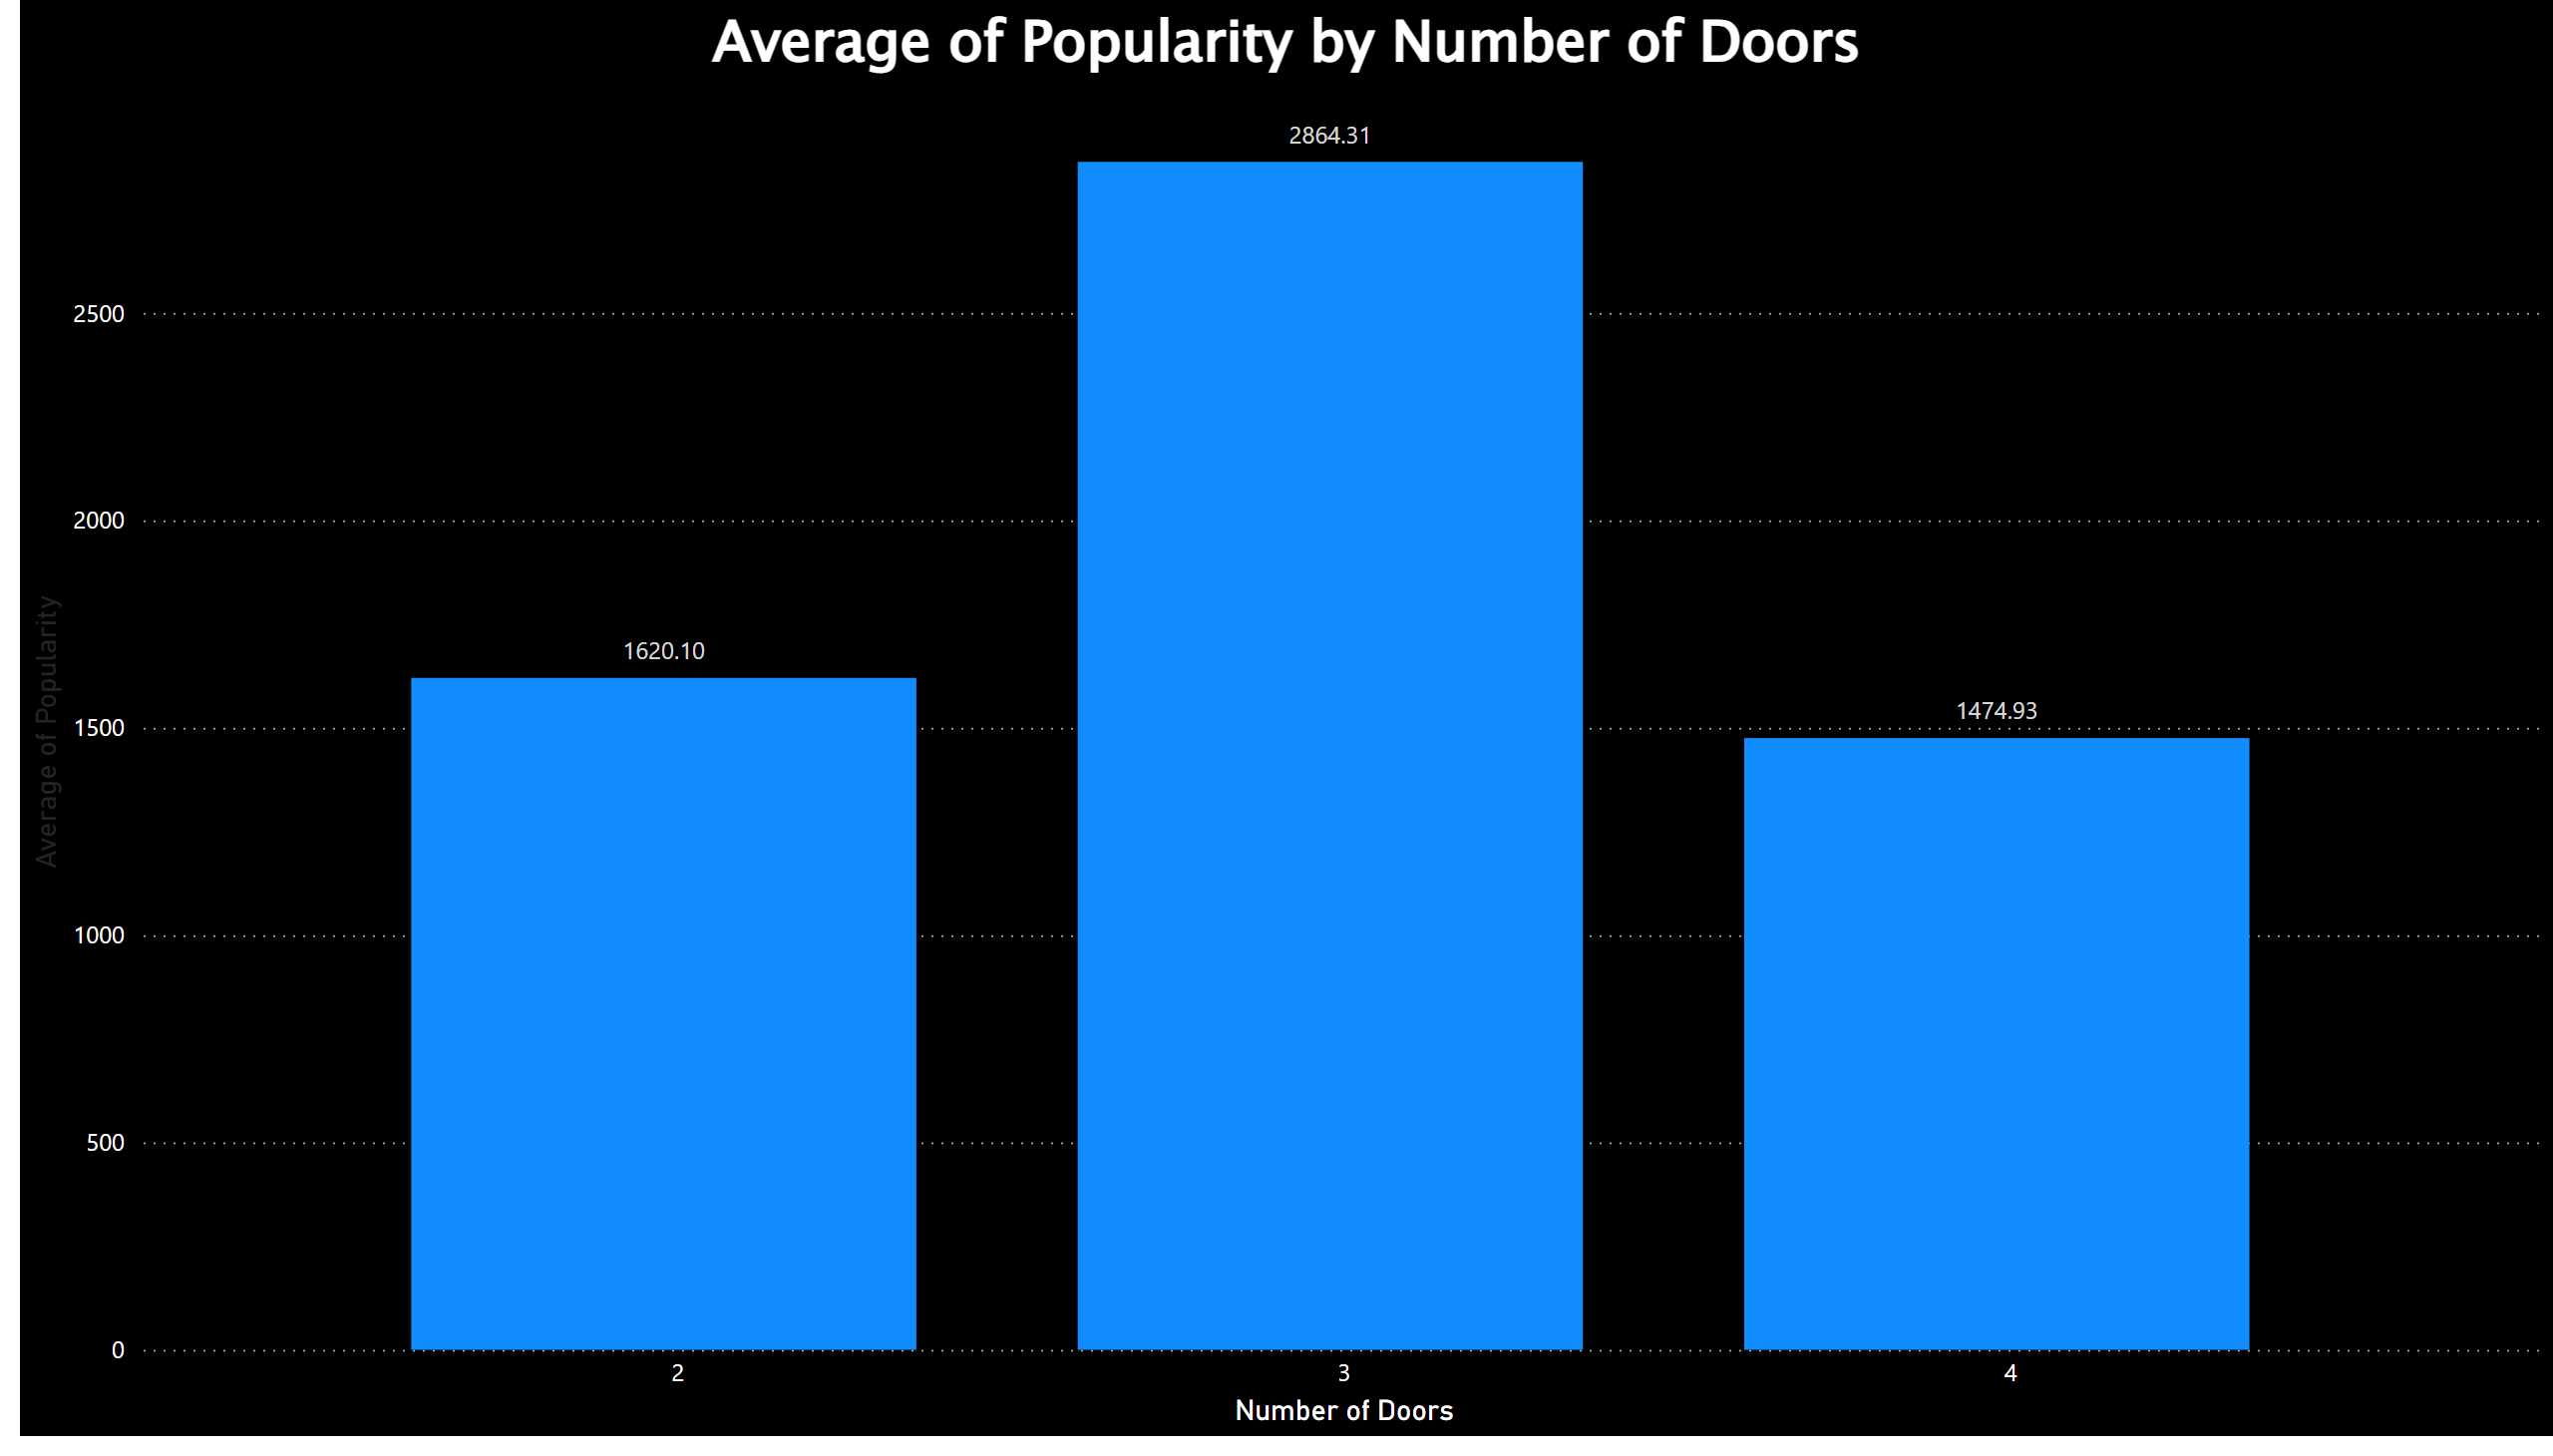 Average of Popularity by Number of Doors
2864.31
2500
2000
1620.10
1474.93
1500
Average of Popularity
1000
500
0
2 3 4
Number of Doors